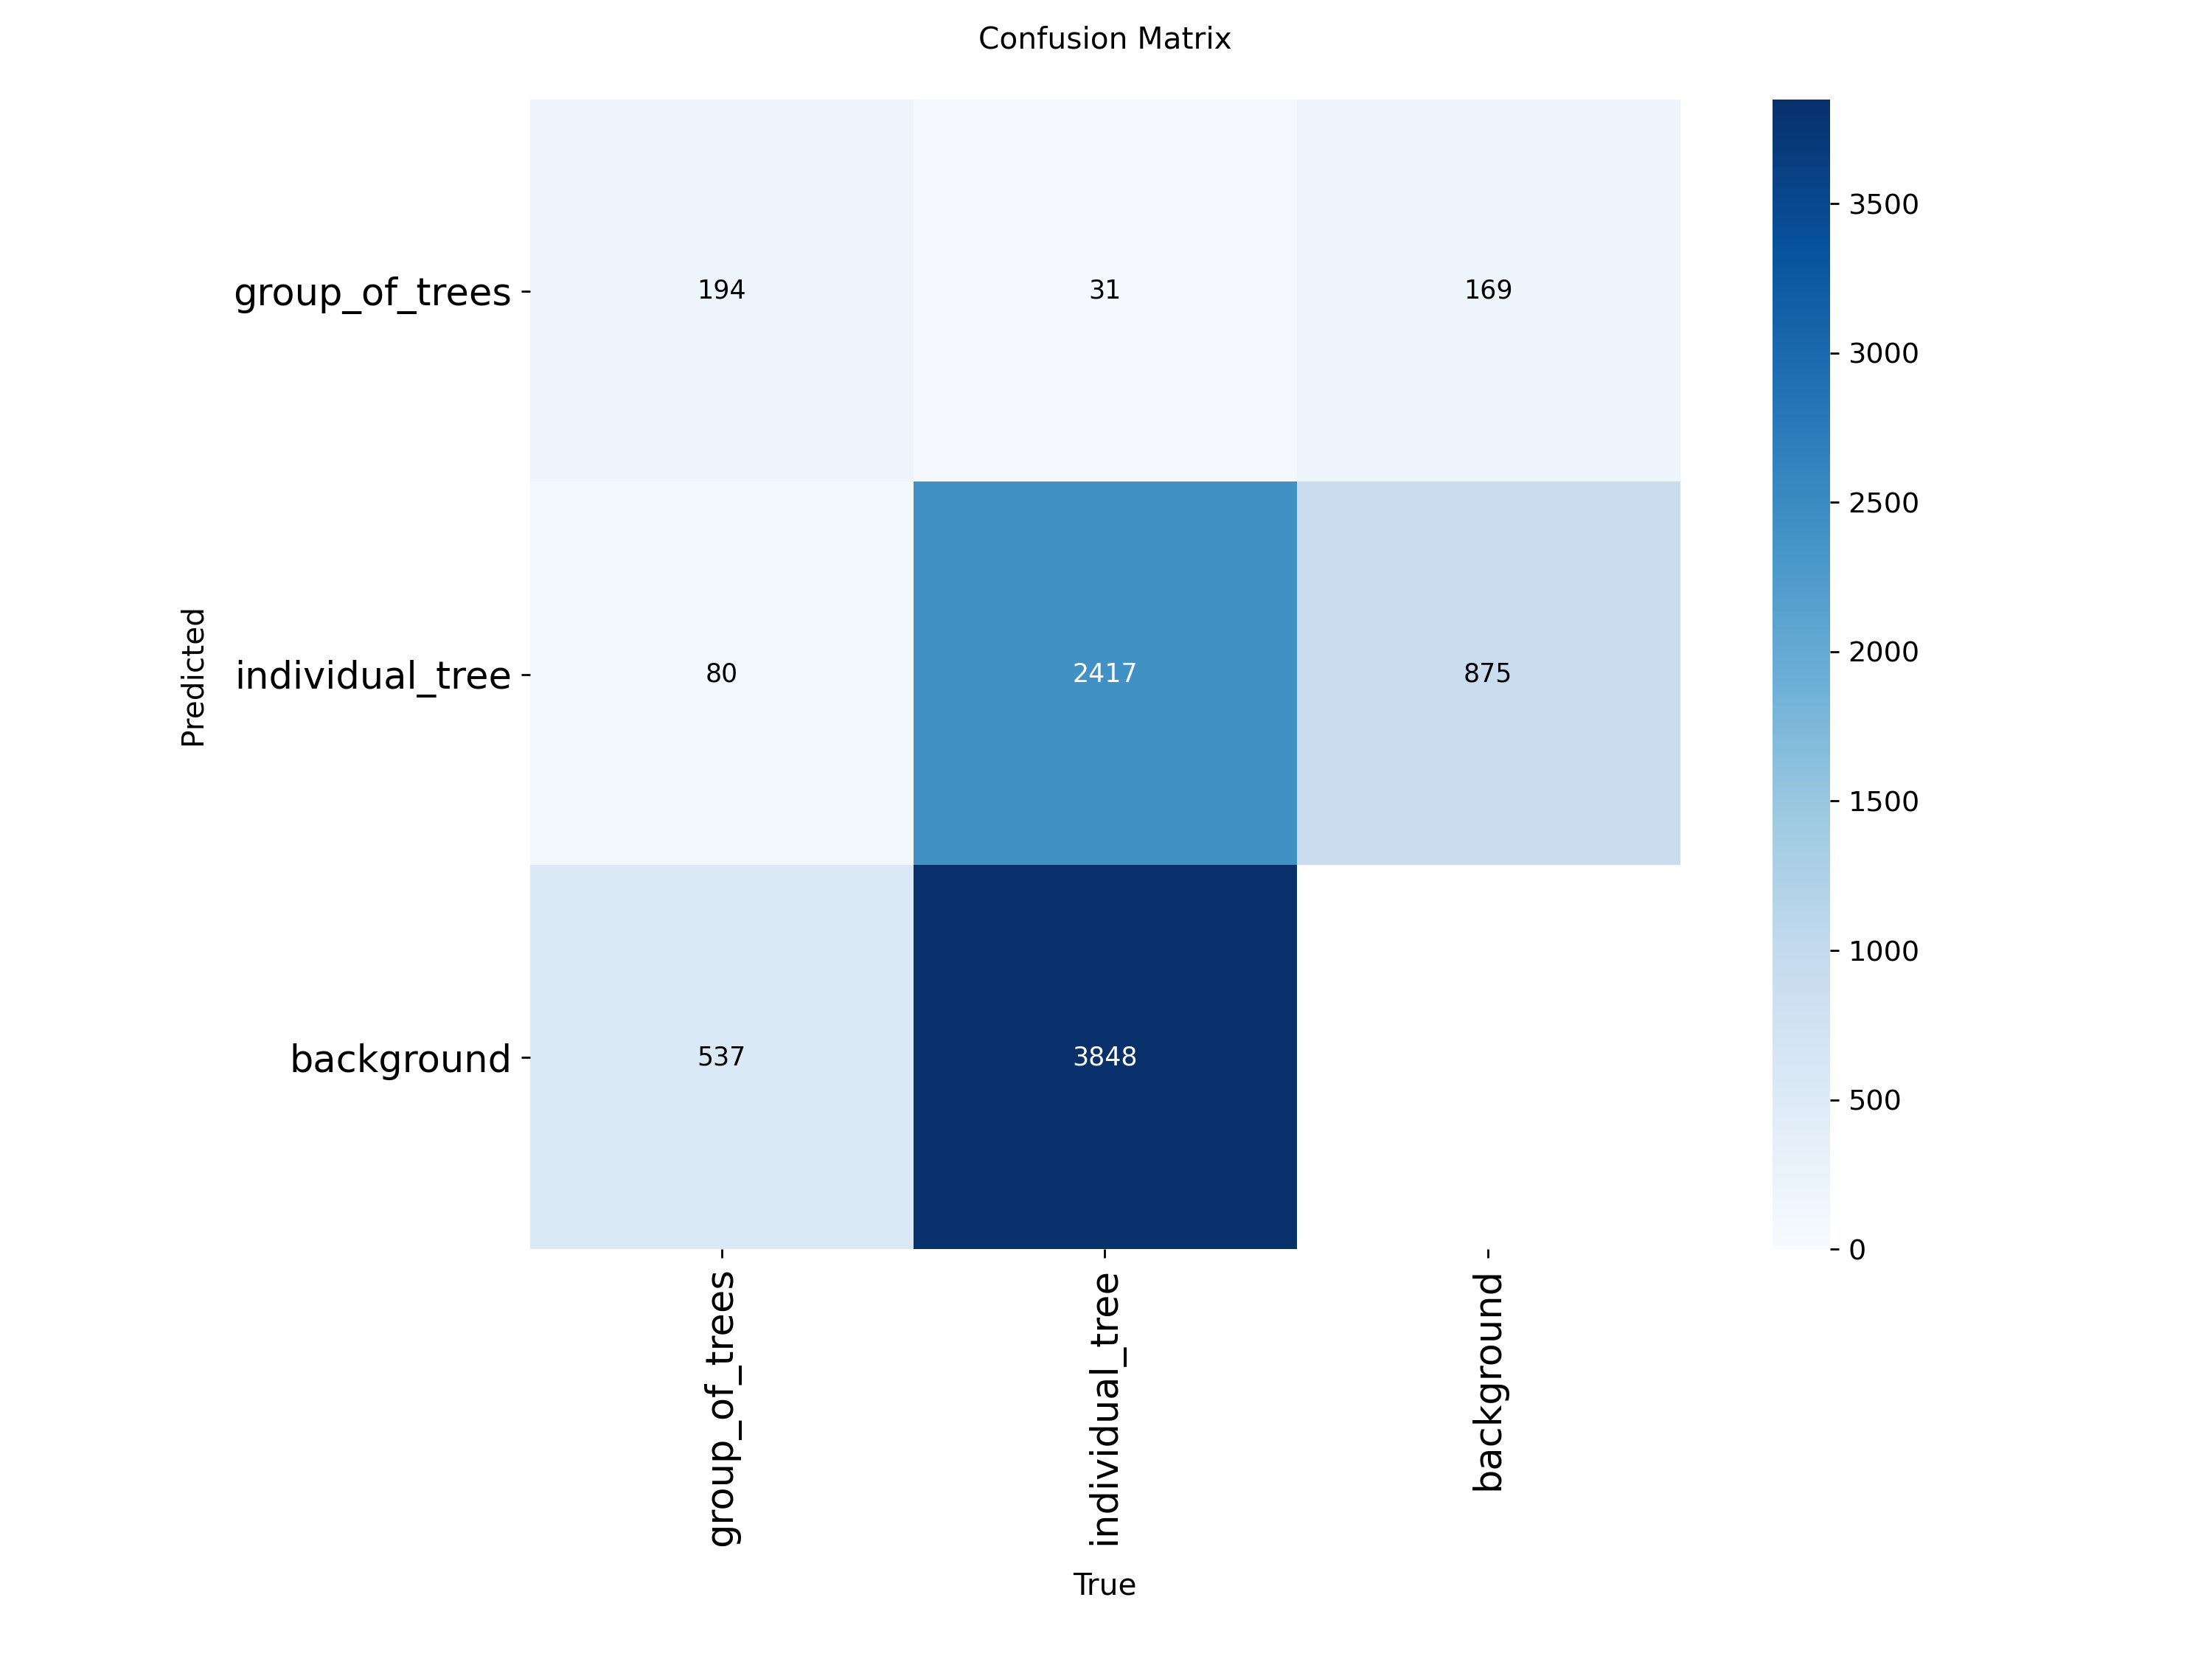 Confusion Matrix
group_of_trees
194
31
169
individual_tree
80
2417
875
background
537
3848
Predicted
group_of_trees
individual_tree
background
True
3500
3000
2500
2000
1500
1000
500
0